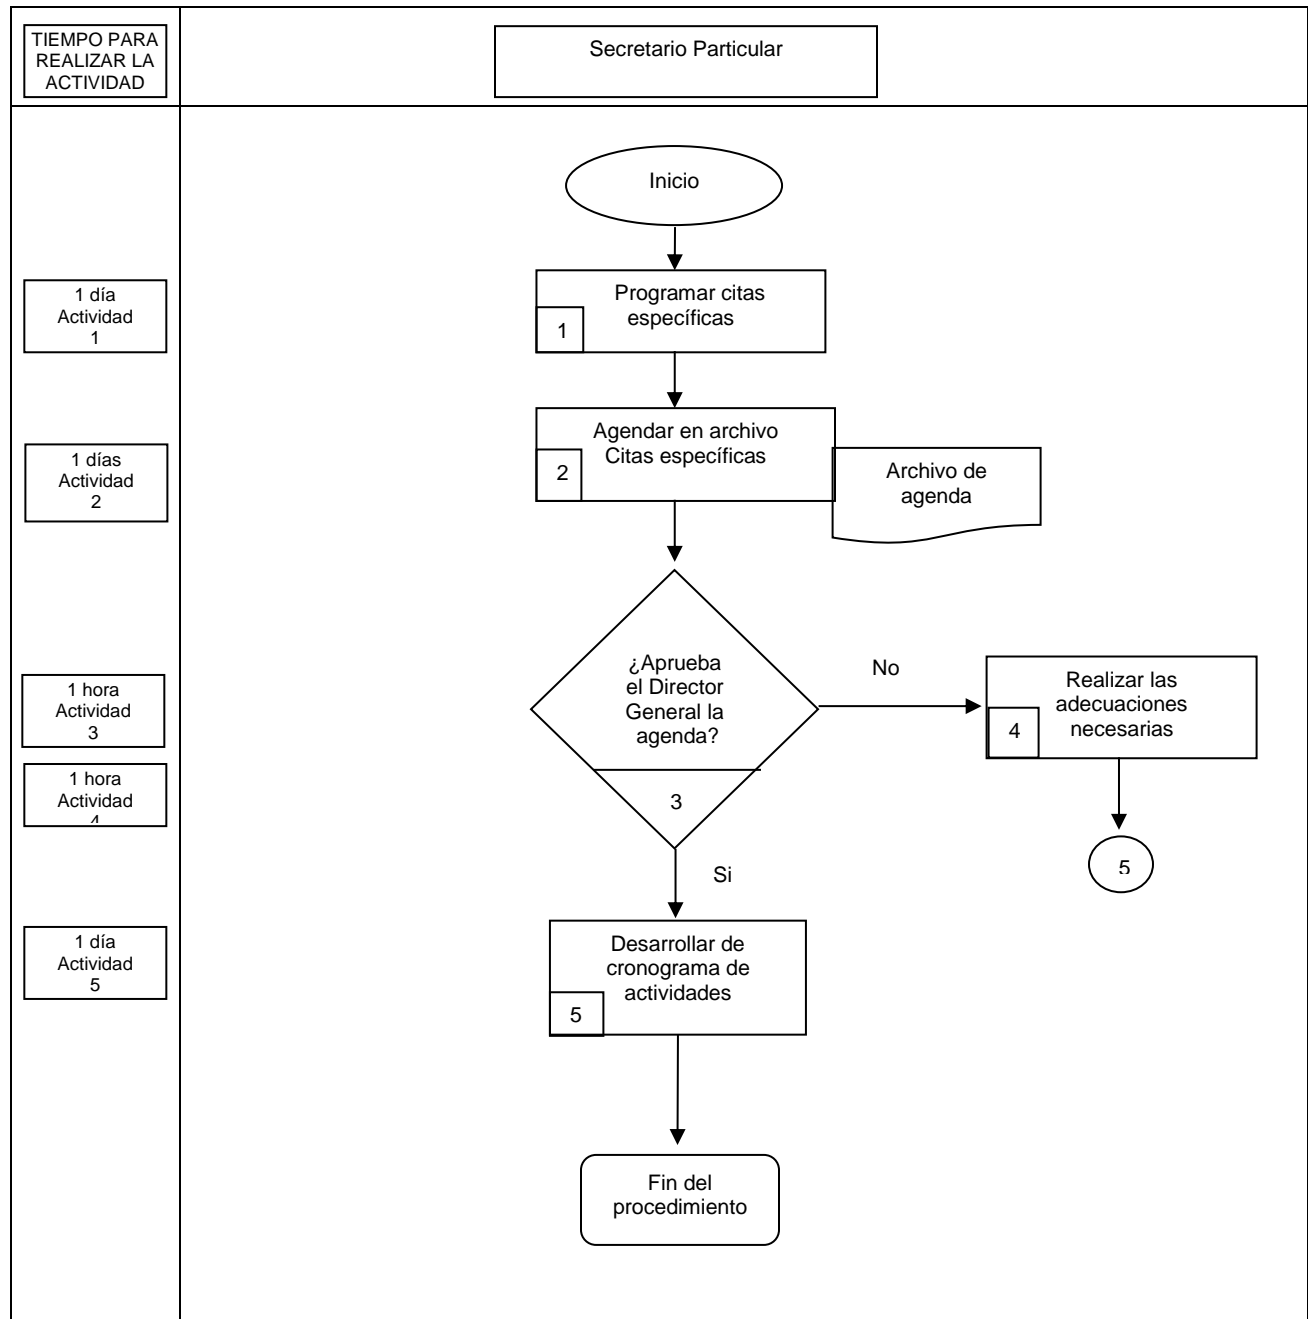 TIEMPO PARA
REALIZAR LA
ACTIVIDAD
Secretario Particular
Inicio
1 día
Actividad
1
Programar citas
específicas
1
1 días
Actividad
2
Agendar en archivo
Citas específicas
2
Archivo de
agenda
1 hora
Actividad
3
¿Aprueba
el Director
General la
agenda?
3
No
Realizar las
adecuaciones
necesarias
4
1 hora
Actividad
4
5
Si
1 día
Actividad
5
Desarrollar de
cronograma de
actividades
5
Fin del
procedimiento